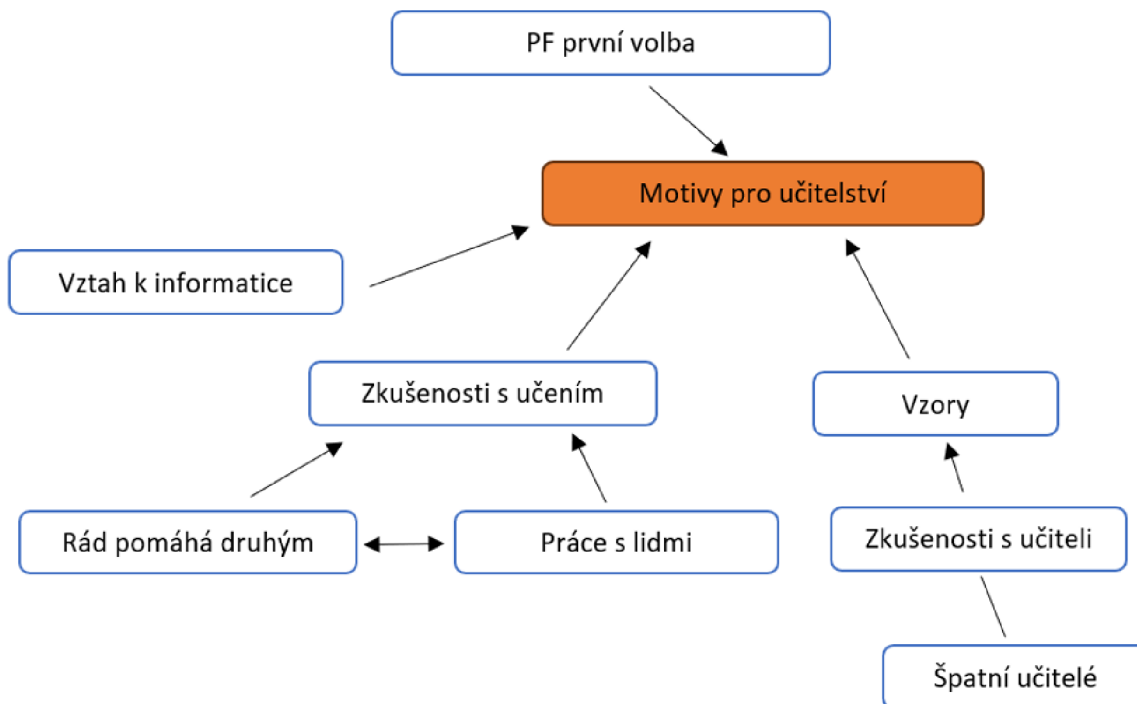 PF první volba
Motivy pro učitelství
Vztah k informatice
Zkušenosti s učením
Vzory
Rád pomáhá druhým
Práce s lidmi
Zkušenosti s učiteli
Špatní učitelé